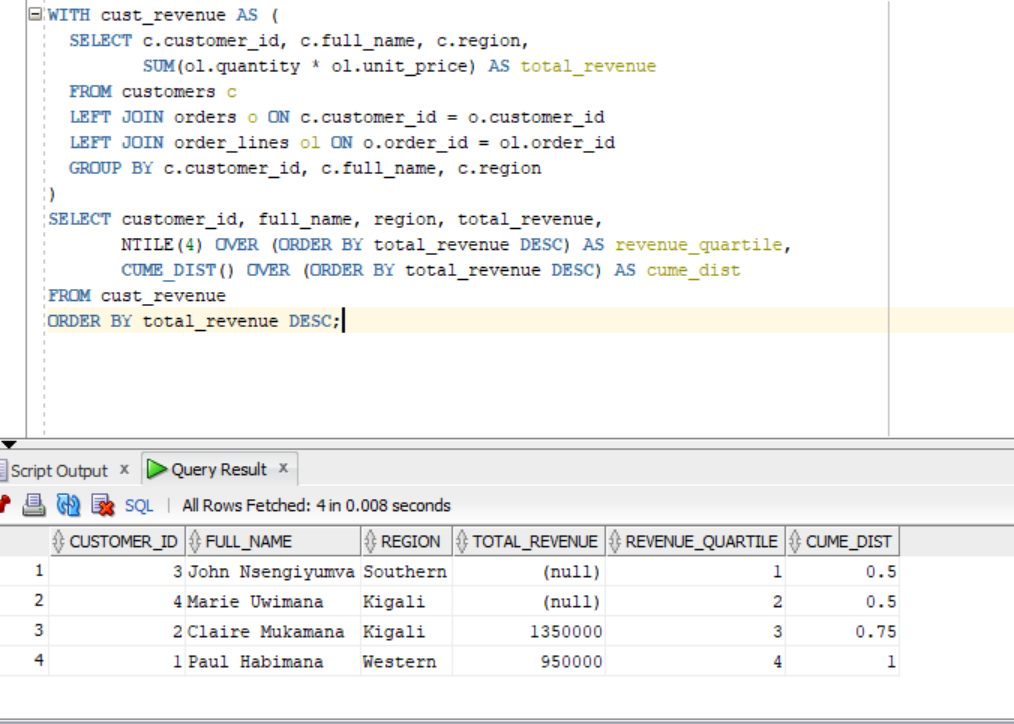 WITH cust_revenue AS (
SELECT c.customer_id, c.full_name, c.region,
SUM(ol.quantity * ol.unit_price) AS total_revenue
FROM customers c
LEFT JOIN orders o ON c.customer_id = o.customer_id
LEFT JOIN order_lines ol ON o.order_id = ol.order_id
GROUP BY c.customer_id, c.full_name, c.region
)
SELECT customer_id, full_name, region, total_revenue,
NTILE(4) OVER (ORDER BY total_revenue DESC) AS revenue_quartile,
CUME_DIST() OVER (ORDER BY total_revenue DESC) AS cume_dist
FROM cust_revenue
ORDER BY total_revenue DESC;
Script Output x Query Result x
SQL | All Rows Fetched: 4 in 0.008 seconds
CUSTOMER_ID FULL_NAME REGION TOTAL_REVENUE REVENUE_QUARTILE CUME_DIST
1 3 John Nsengiyumva Southern (null) 1 0.5
2 4 Marie Uwimana Kigali (null) 2 0.5
3 2 Claire Mukamana Kigali 1350000 3 0.75
4 1 Paul Habimana Western 950000 4 1